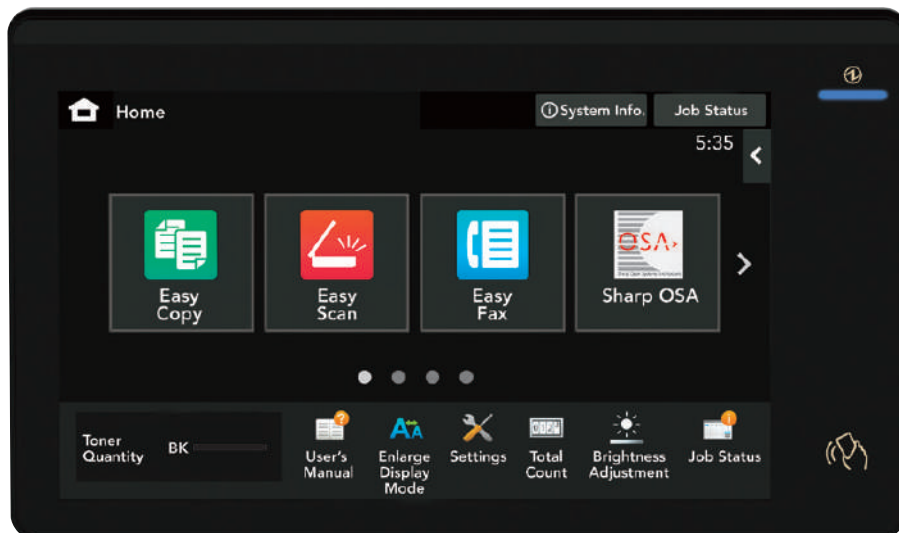 Home
System Info.
Job Status
5:35
Easy
Copy
Easy
Scan
Easy
Fax
OSA
Sharp OSA
Toner
Quantity
BK
User's
Manual
Enlarge
Display
Mode
Settings
Total
Count
Brightness
Adjustment
Job Status